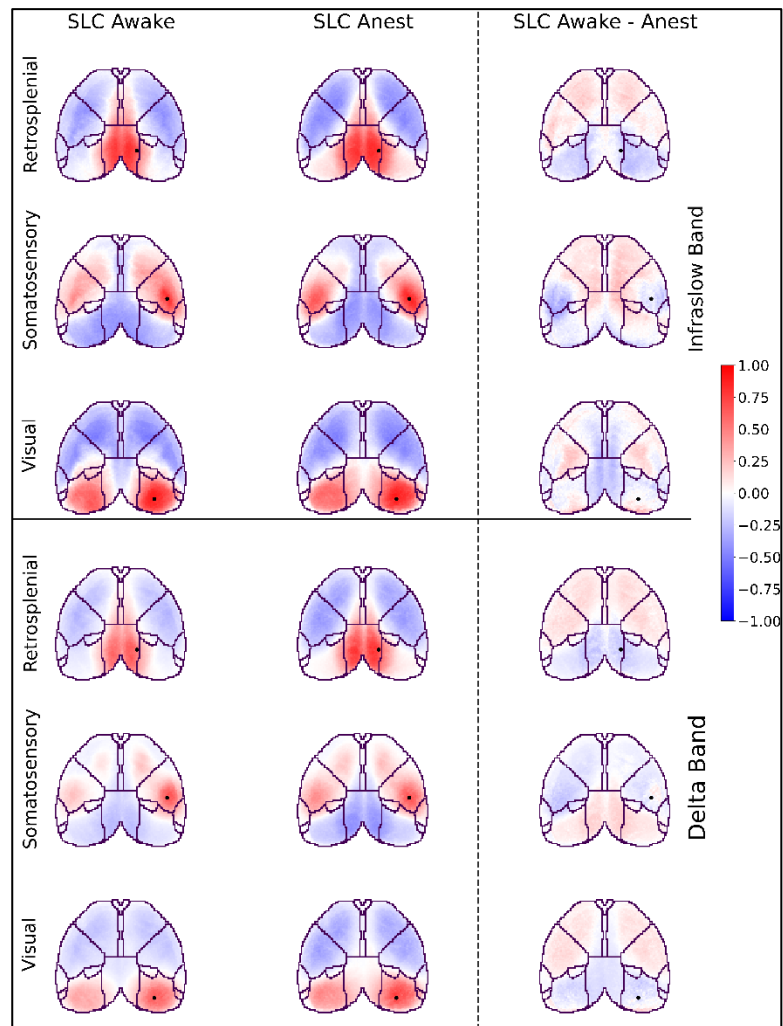 SLC Awake
SLC Anest
SLC Awake - Anest
Retrosplenial
Somatosensory
Visual
Infraslow Band
1.00
0.75
0.50
0.25
0.00
−0.25
−0.50
−0.75
−1.00
Retrosplenial
Somatosensory
Visual
Delta Band